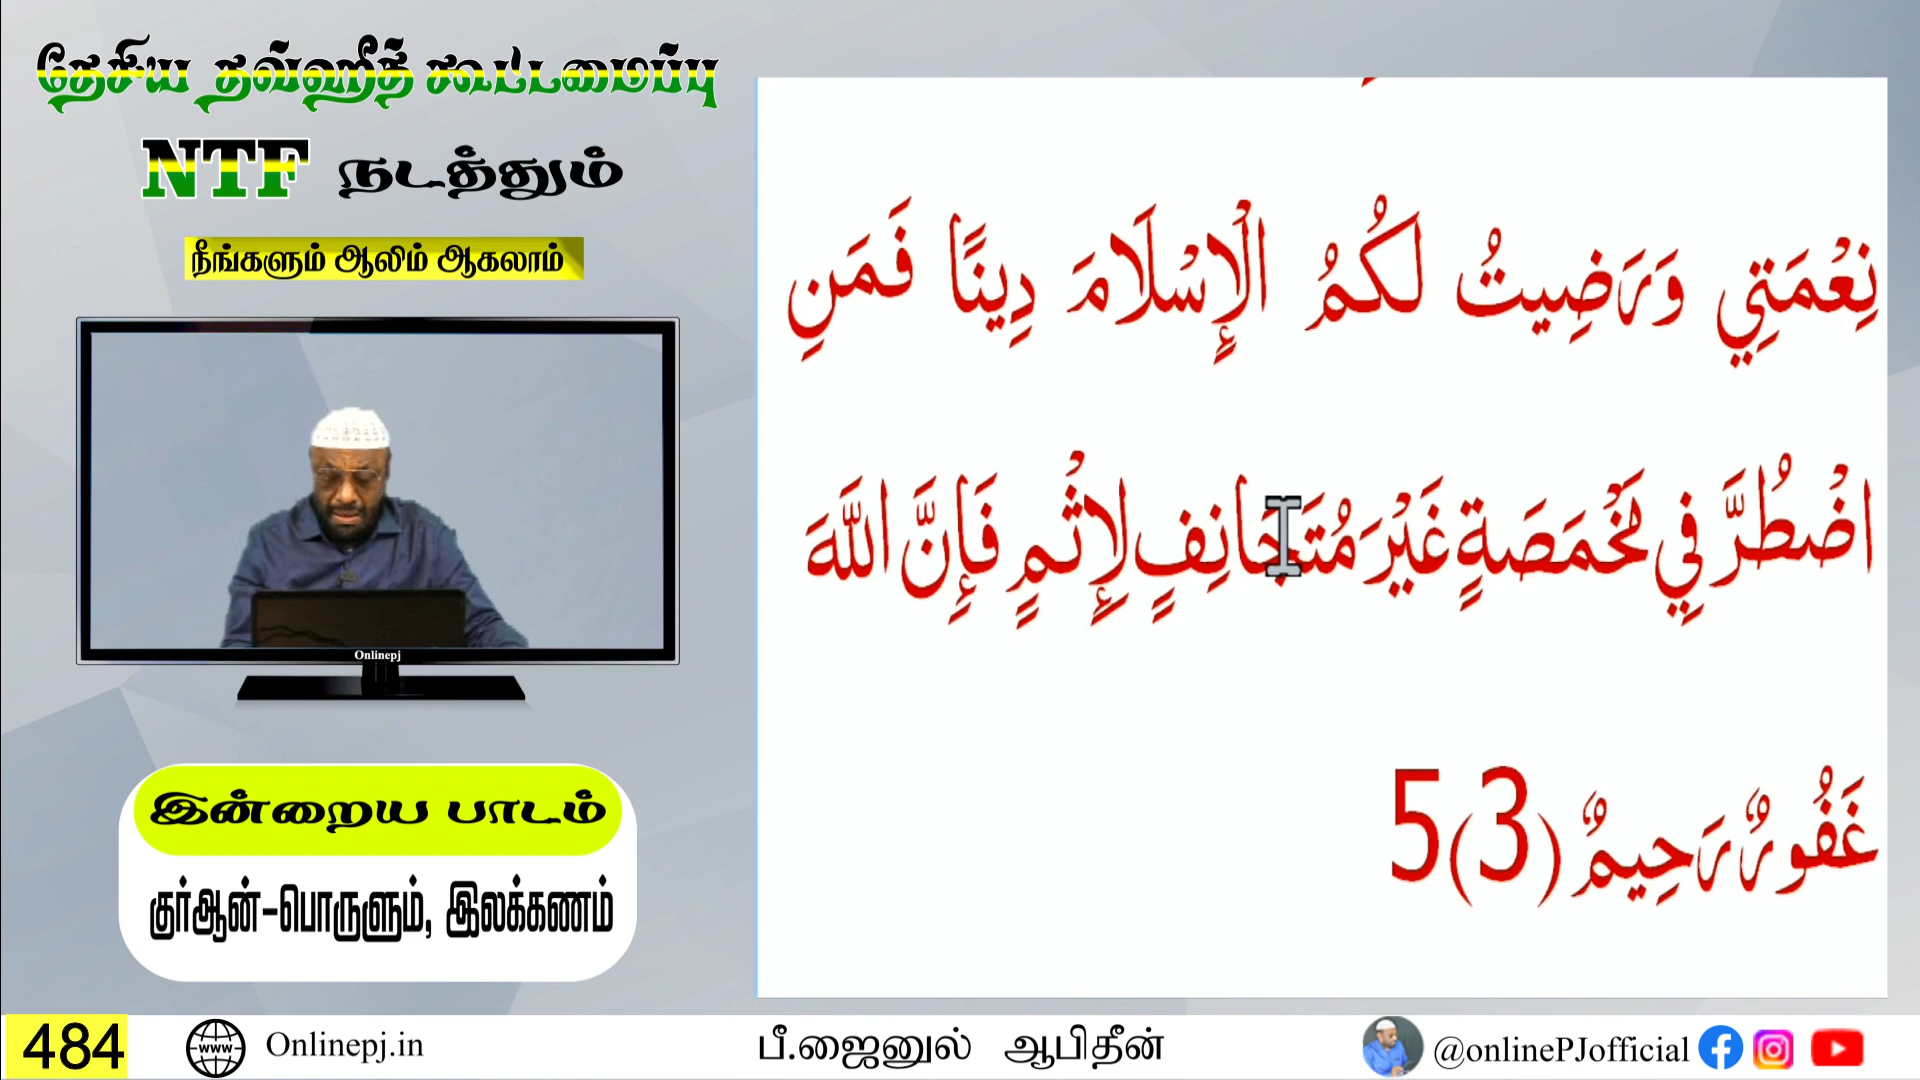 தேசிய தவ்ஹீத் கூட்டமைப்பு
NTF நடத்தும்
நீங்களும் ஆலிம் ஆகலாம்
Onlinepj
இன்றைய பாடம்
குர்ஆன்-பொருளும், இலக்கணம்
نِعْمَتِي وَرَضِيتُ لَكُمُ الْإِسْلَامَ دِينًا فَمَنِ
اضْطُرَّ فِي مَخْمَصَةٍ غَيْرَ مُتَجَانِفٍ لِإِثْمٍ فَإِنَّ اللَّهَ
غَفُورٌ رَحِيمٌ (3)5
484
www
Onlinepj.in
பீ.ஜைனுல் ஆபிதீன்
@onlinePJofficial